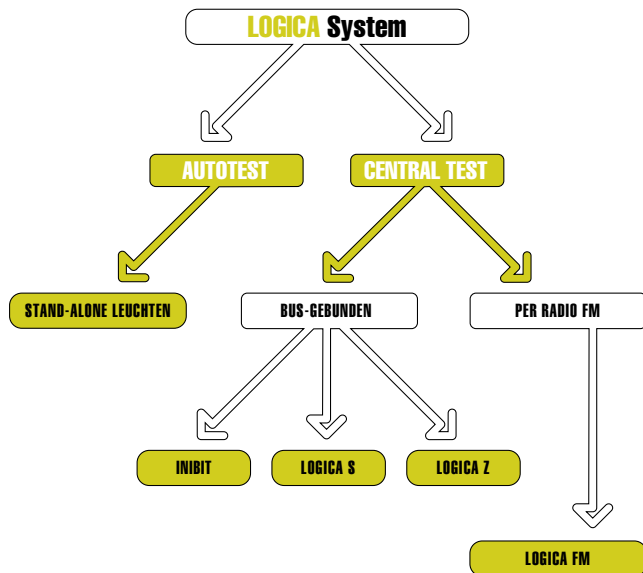 LOGICA System
AUTOTEST
CENTRAL TEST
STAND-ALONE LEUCHTEN
BUS-GEBUNDEN
PER RADIO FM
INIBIT
LOGICA S
LOGICA Z
LOGICA FM